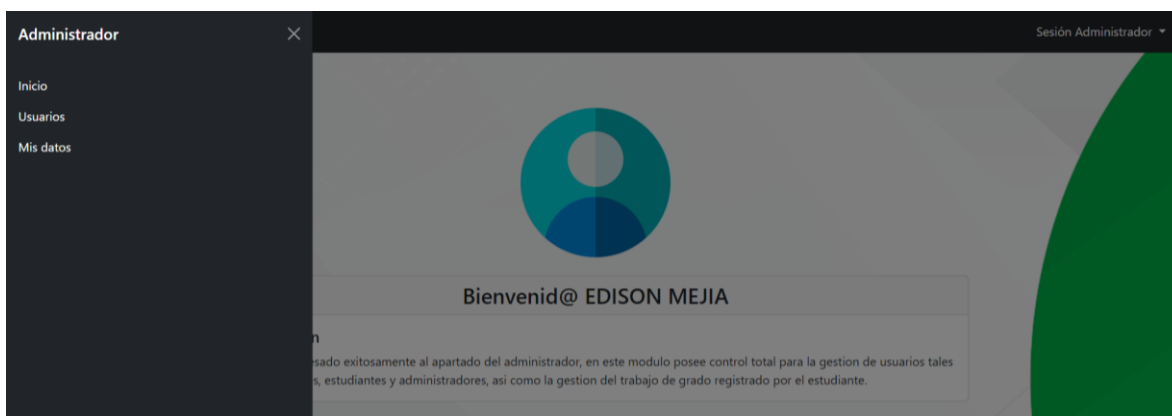 Administrador
Sesión Administrador
Inicio
Usuarios
Mis datos
Bienvenid@ EDISON MEJIA
esado exitosamente al apartado del administrador, en este modulo posee control total para la gestion de usuarios tales
s, estudiantes y administradores, asi como la gestion del trabajo de grado registrado por el estudiante.